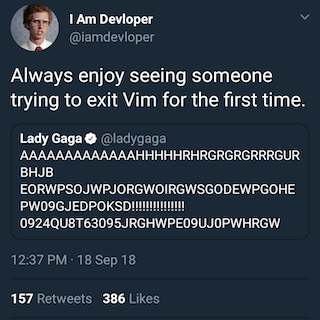 I Am Devloper
@iamdevloper
Always enjoy seeing someone
trying to exit Vim for the first time.
Lady Gaga @ladygaga
AAAAAAAAAAAAAHHHHHRHRGRGRGRRRGUR
BHJB
EORWPSOJWPJORGWOIRGWSGODEWPGOHE
PW09GJEDPOKSD!!!!!!!!!!!!!!!
0924QU8T63095JRGHWPE09UJ0PWHRGW
12:37 PM · 18 Sep 18
157 Retweets 386 Likes